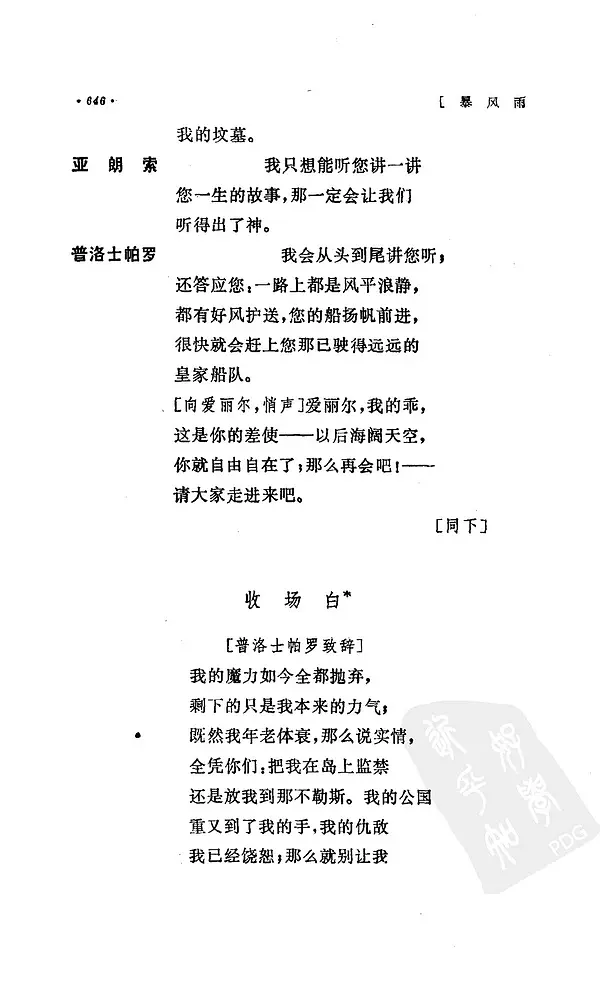 ·646·
[ 暴风雨
我的坟墓。
亚朗索 我只想能听您讲一讲
您一生的故事,那一定会让我们
听得出了神。
普洛士帕罗 我会从头到尾讲您听;
还答应您:一路上都是风平浪静,
都有好风护送,您的船扬帆前进,
很快就会赶上您那已驶得远远的
皇家船队。
[向爱丽尔,悄声]爱丽尔,我的乖,
这是你的差使——以后海阔天空,
你就自由自在了;那么再会吧!——
请大家走进来吧。
[同下]
收场白*
[普洛士帕罗致辞]
我的魔力如今全都抛弃,
剩下的只是我本来的力气;
既然我年老体衰,那么说实情,
全凭你们:把我在岛上监禁
还是放我到那不勒斯。我的公国
重又到了我的手,我的仇敌
我已经饶恕;那么就别让我
PDG